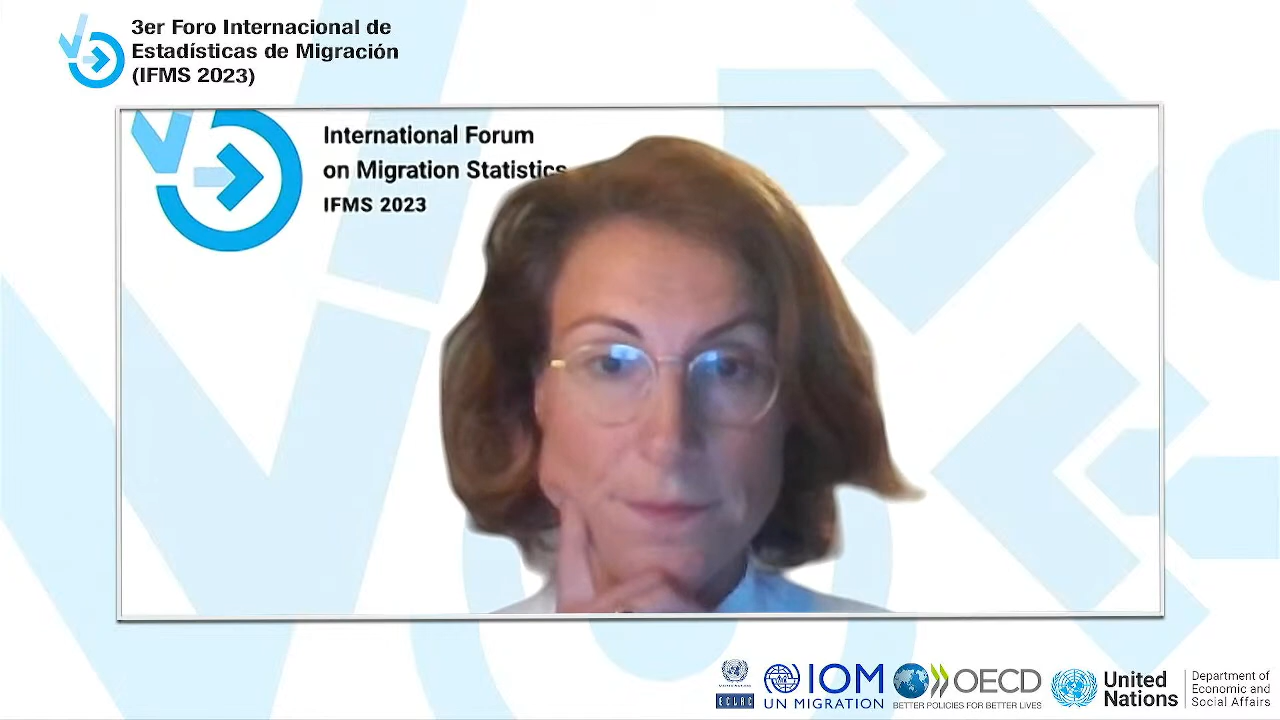 3er Foro Internacional de
Estadísticas de Migración
(IFMS 2023)
International Forum
on Migration Statistics
IFMS 2023
ECLAC
IOM
UN MIGRATION
OECD
BETTER POLICIES FOR BETTER LIVES
United
Nations
Department of
Economic and
Social Affairs